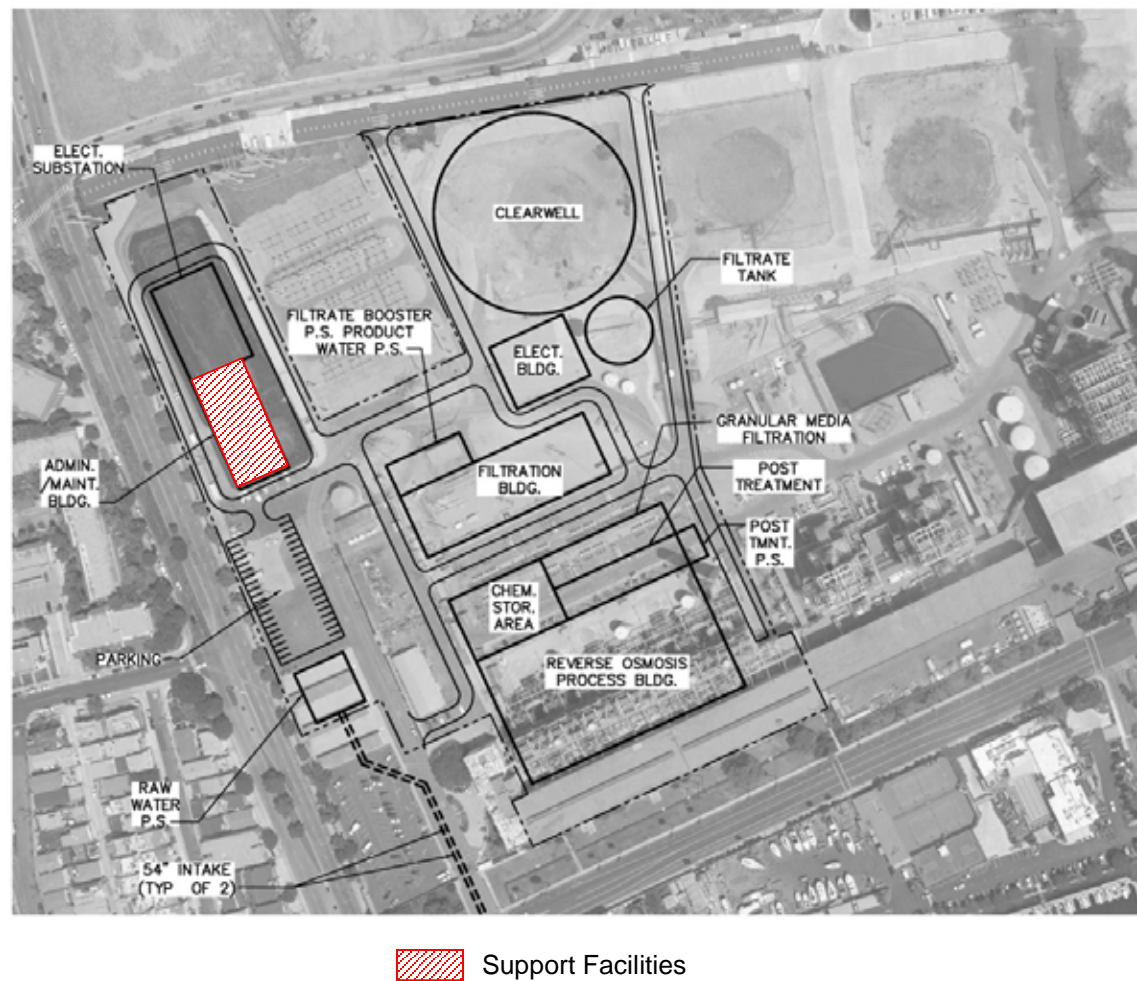 ELECT.
SUBSTATION
CLEARWELL
FILTRATE
TANK
FILTRATE BOOSTER
P.S. PRODUCT
WATER P.S.
ELECT.
BLDG.
GRANULAR MEDIA
FILTRATION
ADMIN.
/MAINT.
BLDG.
FILTRATION
BLDG.
POST
TREATMENT
POST
TMNT.
P.S.
CHEM.
STOR.
AREA
PARKING
REVERSE OSMOSIS
PROCESS BLDG.
RAW
WATER
P.S.
54" INTAKE
(TYP OF 2)
Support Facilities